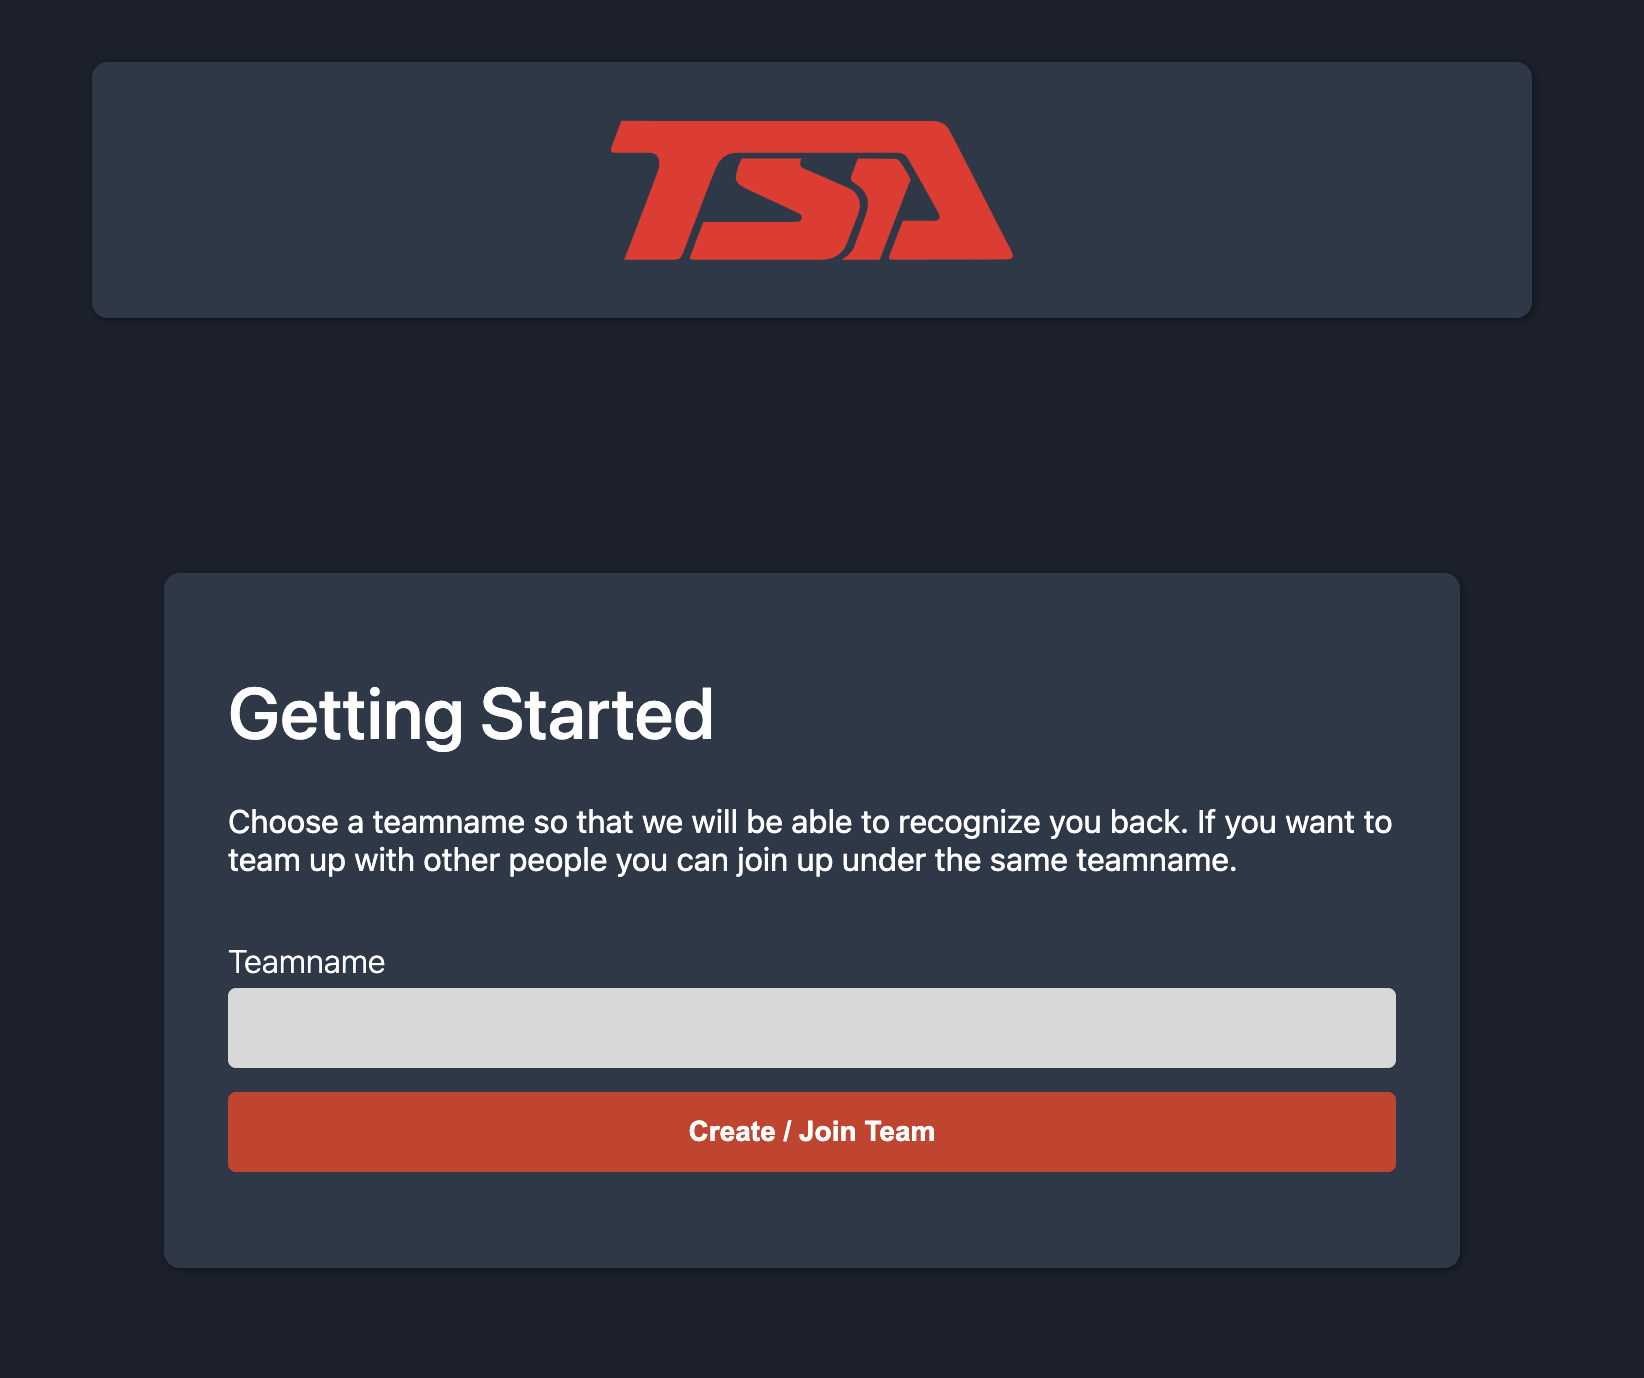 TSA
Getting Started
Choose a teamname so that we will be able to recognize you back. If you want to
team up with other people you can join up under the same teamname.
Teamname
Create / Join Team